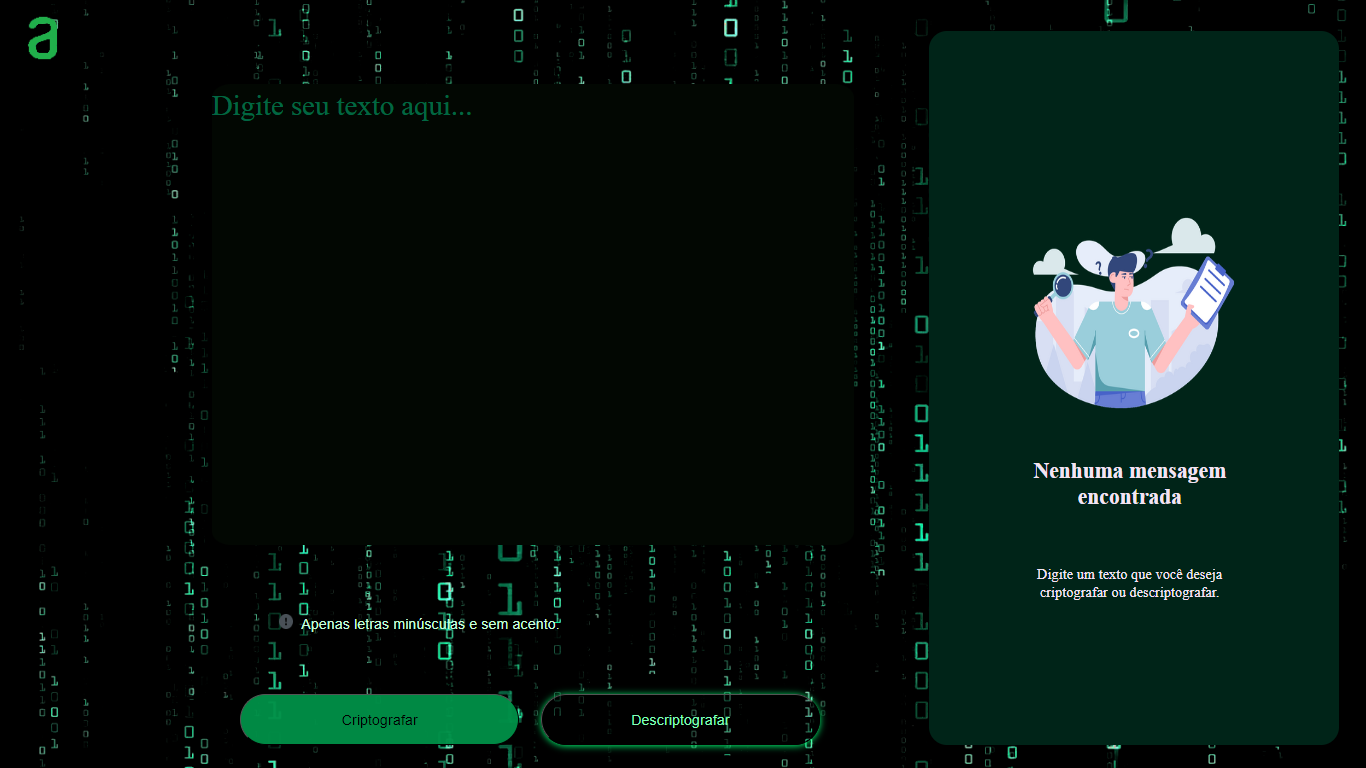 a
Digite seu texto aqui...
Nenhuma mensagem
encontrada
Digite um texto que você deseja
criptografar ou descriptografar.
Apenas letras minúsculas e sem acento.
Criptografar
Descriptografar